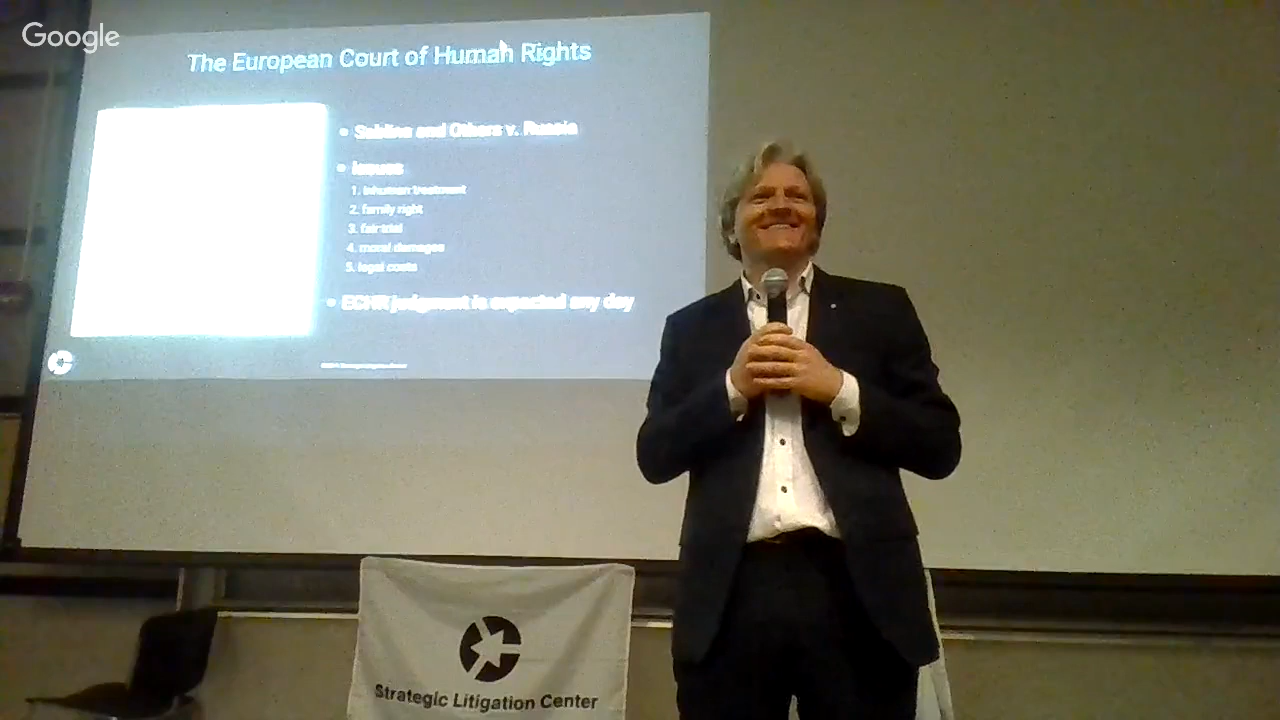 Google
The European Court of Human Rights
• and Others v. Russia
• Issues
1. inhuman treatment
2. family right
3. fair trial
4. moral damages
5. legal costs
• ECHR judgment is expected any day
Strategic Litigation Center